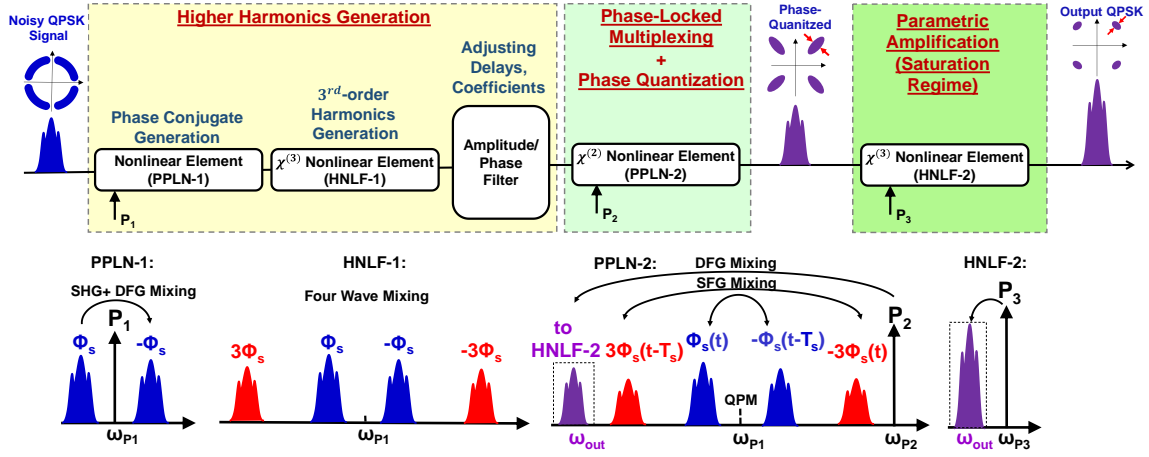 Noisy QPSK
Signal
Higher Harmonics Generation
Phase Conjugate
Generation
3rd-order
Harmonics
Generation
Adjusting
Delays,
Coefficients
Nonlinear Element
(PPLN-1)
P1
χ(3) Nonlinear Element
(HNLF-1)
Amplitude/
Phase
Filter
Phase-Locked
Multiplexing
+
Phase Quantization
χ(2) Nonlinear Element
(PPLN-2)
P2
Phase-
Quanitzed
Parametric
Amplification
(Saturation
Regime)
χ(3) Nonlinear Element
(HNLF-2)
P3
Output QPSK
PPLN-1:
SHG+ DFG Mixing
P1
Φs
-Φs
ωP1
HNLF-1:
Four Wave Mixing
3Φs
Φs
-Φs
-3Φs
ωP1
PPLN-2:
DFG Mixing
SFG Mixing
to
HNLF-2
3Φs(t-Ts)
Φs(t)
-Φs(t-Ts)
-3Φs(t)
P2
QPM
ωout
ωP1
ωP2
HNLF-2:
P3
ωout
ωP3